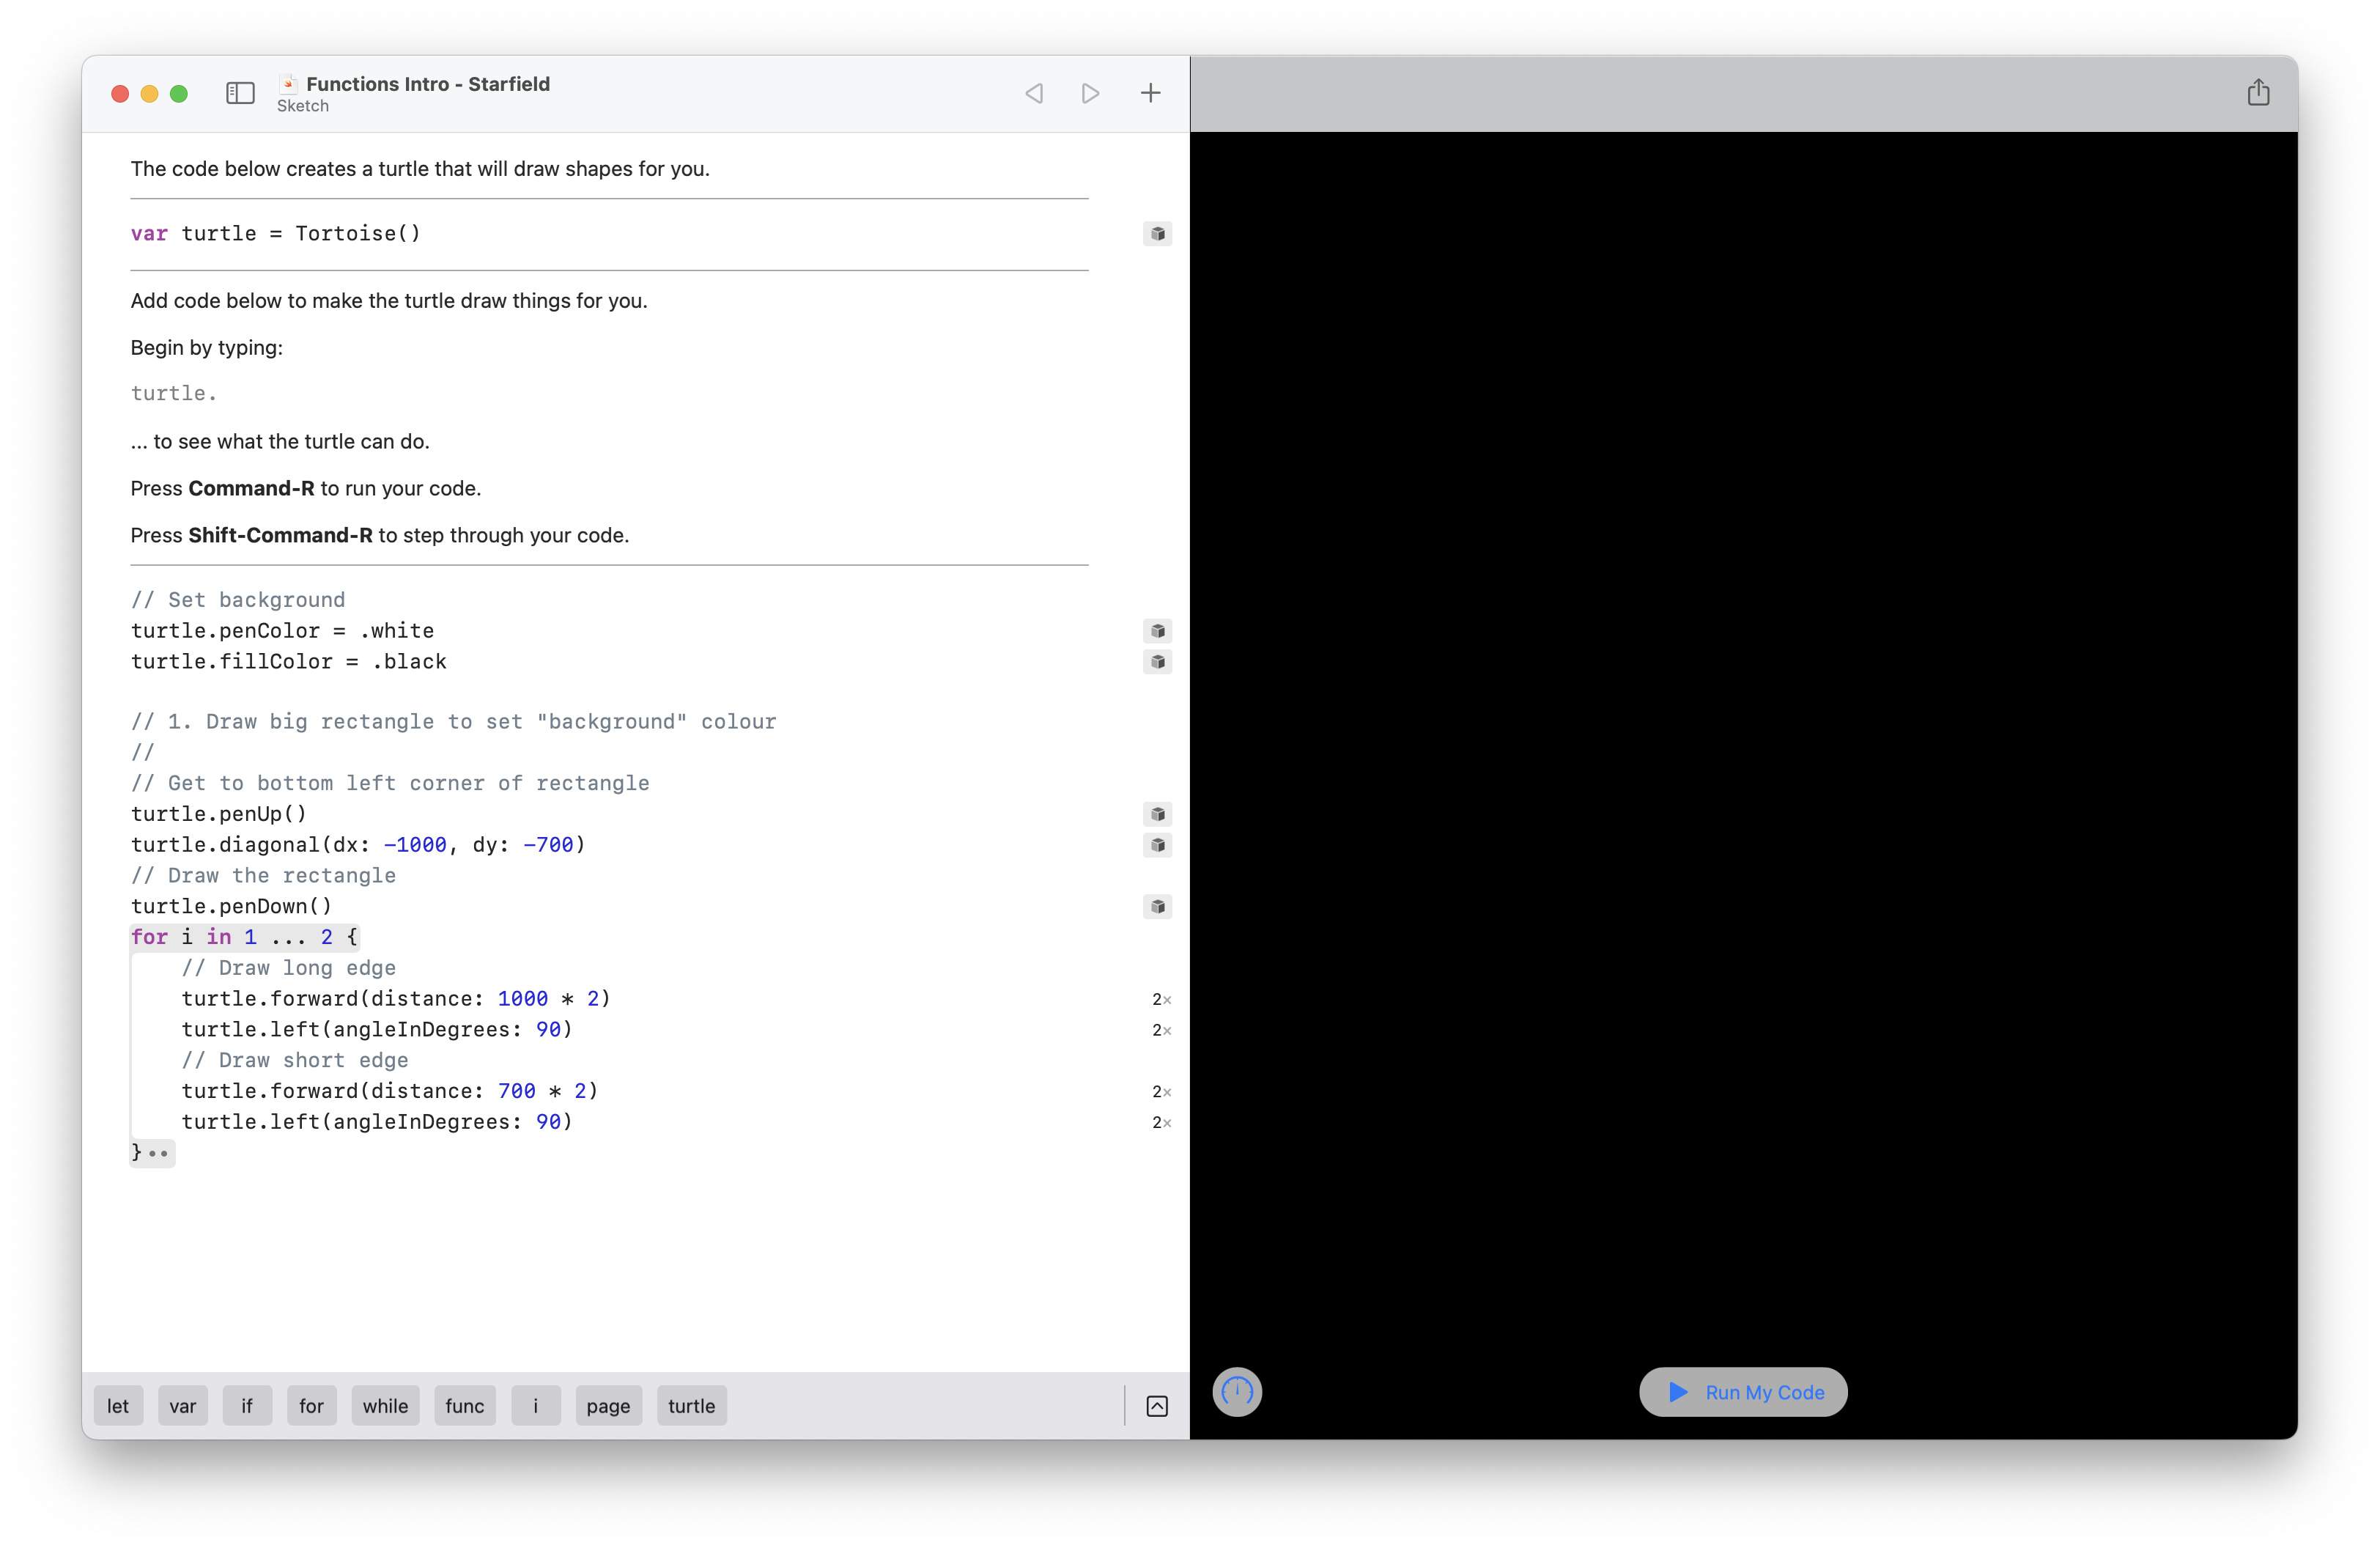 Functions Intro - Starfield
Sketch
The code below creates a turtle that will draw shapes for you.
var turtle = Tortoise()
Add code below to make the turtle draw things for you.
Begin by typing:
turtle.
... to see what the turtle can do.
Press Command-R to run your code.
Press Shift-Command-R to step through your code.
// Set background
turtle.penColor = .white
turtle.fillColor = .black
// 1. Draw big rectangle to set "background" colour
//
// Get to bottom left corner of rectangle
turtle.penUp()
turtle.diagonal(dx: -1000, dy: -700)
// Draw the rectangle
turtle.penDown()
for i in 1 ... 2 {
    // Draw long edge
    turtle.forward(distance: 1000 * 2) 2×
    turtle.left(angleInDegrees: 90) 2×
    // Draw short edge
    turtle.forward(distance: 700 * 2) 2×
    turtle.left(angleInDegrees: 90) 2×
}
let var if for while func i page turtle
Run My Code